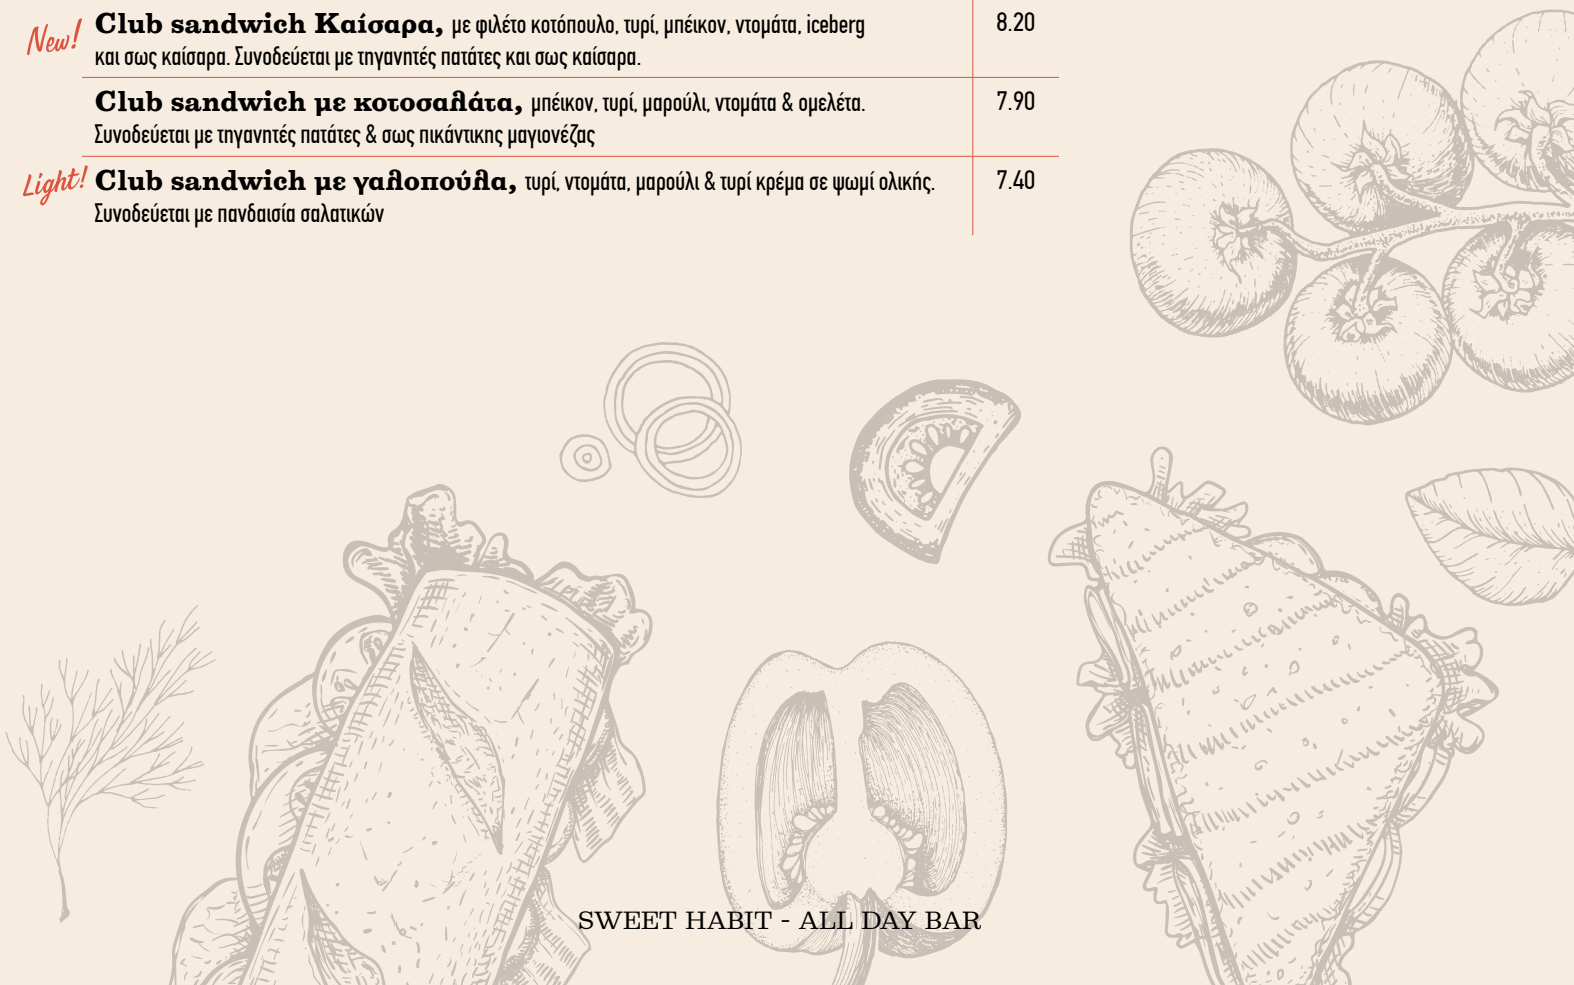 New!
Club sandwich Καίσαρα, με φιλέτο κοτόπουλο, τυρί, μπέικον, ντομάτα, iceberg 8.20
και σως καίσαρα. Συνοδεύεται με τηγανητές πατάτες και σως καίσαρα.
Club sandwich με κοτοσαλάτα, μπέικον, τυρί, μαρούλι, ντομάτα & ομελέτα. 7.90
Συνοδεύεται με τηγανητές πατάτες & σως πικάντικης μαγιονέζας
Light!
Club sandwich με γαλοπούλα, τυρί, ντομάτα, μαρούλι & τυρί κρέμα σε ψωμί ολικής. 7.40
Συνοδεύεται με πανδαισία σαλατικών
SWEET HABIT - ALL DAY BAR